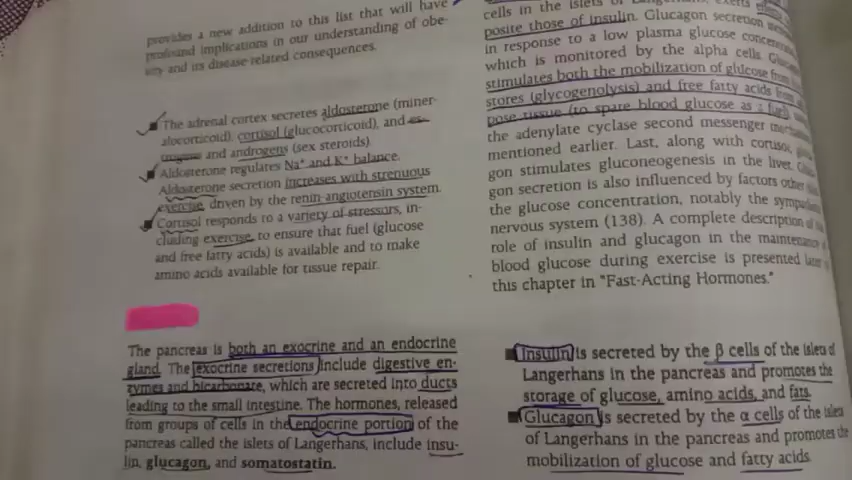 provides a new addition to this list that will have
profound implications in our understanding of obe-
sity and its disease related consequences.
The adrenal cortex secretes aldosterone (miner-
alocorticoid), cortisol (glucocorticoid), and es-
trogens and androgens (sex steroids).
Aldosterone regulates Na⁺ and K⁺ balance.
Aldosterone secretion increases with strenuous
exercise, driven by the renin-angiotensin system.
Cortisol responds to a variety of stressors, in-
cluding exercise, to ensure that fuel (glucose
and free fatty acids) is available and to make
amino acids available for tissue repair.
The pancreas is both an exocrine and an endocrine
gland. The exocrine secretions include digestive en-
zymes and bicarbonate, which are secreted into ducts
leading to the small intestine. The hormones, released
from groups of cells in the endocrine portion of the
pancreas called the islets of Langerhans, include insu-
lin, glucagon, and somatostatin.
cells in the islets of
posite those of insulin. Glucagon secretion
in response to a low plasma glucose
which is monitored by the alpha cells.
stimulates both the mobilization of glucose from
stores (glycogenolysis) and free fatty acids from
pose tissue (to spare blood glucose as a fuel),
the adenylate cyclase second messenger
mentioned earlier. Last, along with cortisol,
gon stimulates gluconeogenesis in the liver.
gon secretion is also influenced by factors other
the glucose concentration, notably the
nervous system (138). A complete description of
role of insulin and glucagon in the maintenance of
blood glucose during exercise is presented later
this chapter in "Fast-Acting Hormones."
Insulin is secreted by the β cells of the islets of
Langerhans in the pancreas and promotes the
storage of glucose, amino acids, and fats.
Glucagon is secreted by the α cells of the islets
of Langerhans in the pancreas and promotes the
mobilization of glucose and fatty acids.